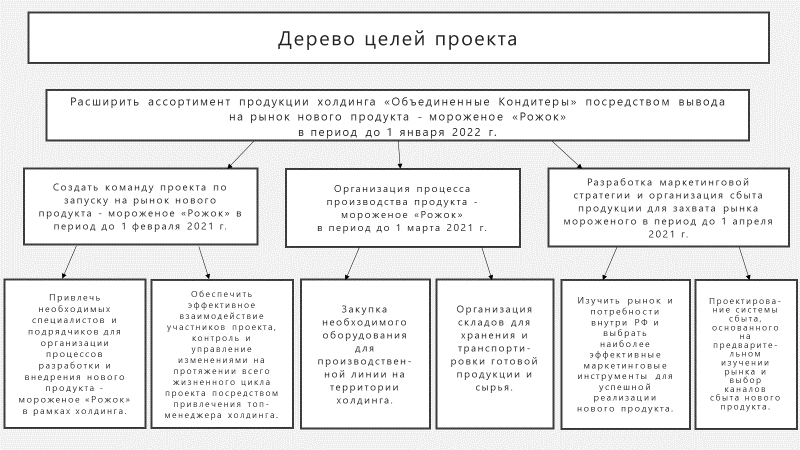 Дерево целей проекта
Расширить ассортимент продукции холдинга «Объединенные Кондитеры» посредством вывода
на рынок нового продукта - мороженое «Рожок»
в период до 1 января 2022 г.
Создать команду проекта по
запуску на рынок нового
продукта - мороженое «Рожок» в
период до 1 февраля 2021 г.
Организация процесса
производства продукта -
мороженое «Рожок»
в период до 1 марта 2021 г.
Разработка маркетинговой
стратегии и организация сбыта
продукции для захвата рынка
мороженого в период до 1 апреля
2021 г.
Привлечь
необходимых
специалистов и
подрядчиков для
организации
процессов
разработки и
внедрения нового
продукта -
мороженое «Рожок»
в рамках холдинга.
Обеспечить
эффективное
взаимодействие
участников проекта,
контроль и
управление
изменениями на
протяжении всего
жизненного цикла
проекта посредством
привлечения топ-
менеджера холдинга.
Закупка
необходимого
оборудования
для
производствен-
ной линии на
территории
холдинга.
Организация
складов для
хранения и
транспорти-
ровки готовой
продукции и
сырья.
Изучить рынок и
потребности
внутри РФ и
выбрать
наиболее
эффективные
маркетинговые
инструменты для
успешной
реализации
нового продукта.
Проектирова-
ние системы
сбыта,
основанного
на
предварите-
льном
изучении
рынка и
выбор
каналов
сбыта нового
продукта.